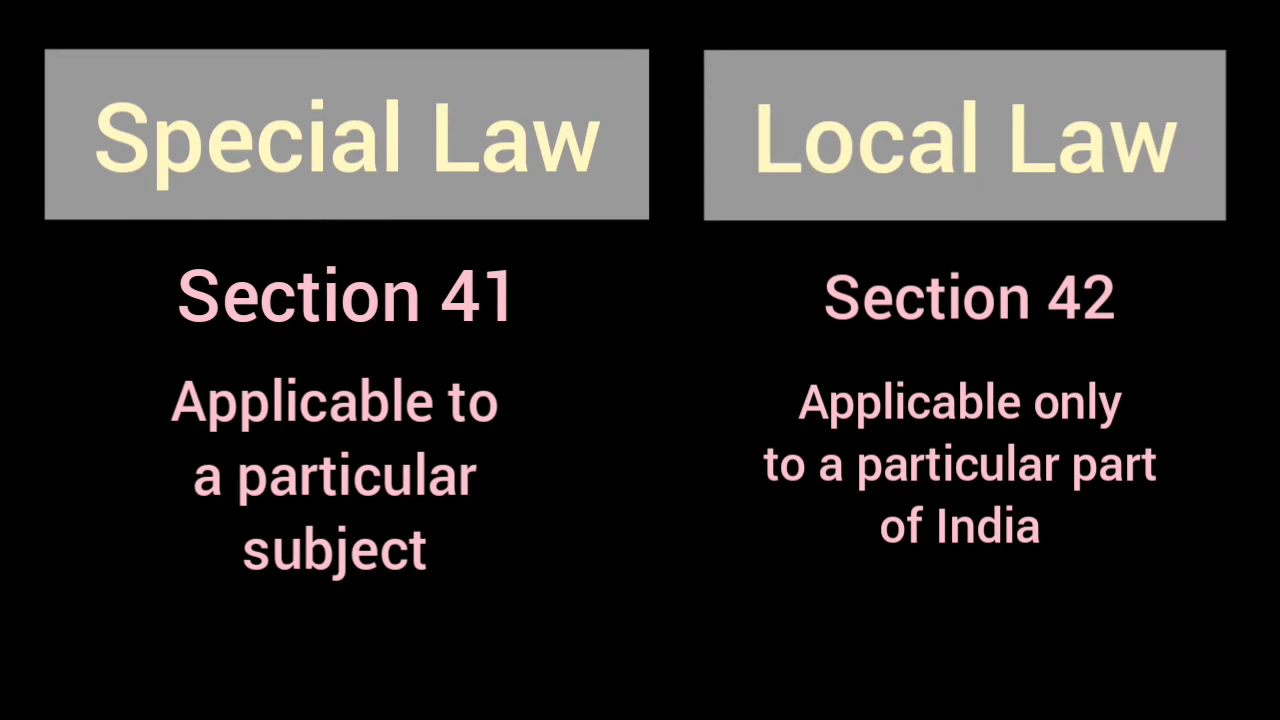 Special Law
Section 41
Applicable to
a particular
subject
Local Law
Section 42
Applicable only
to a particular part
of India